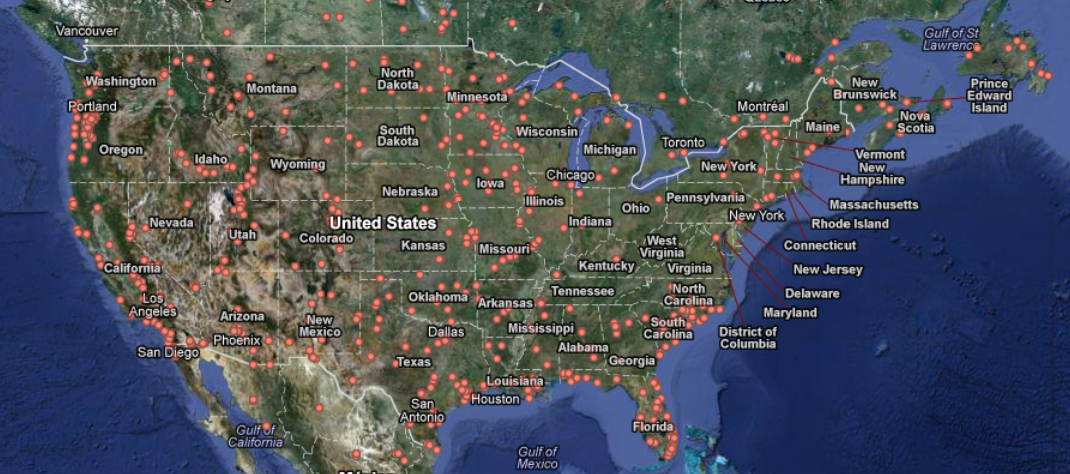 Québec
Vancouver
Gulf of St
Lawrence
Washington
North
Dakota
Montana
Minnesota
New
Brunswick
Prince
Edward
Island
Portland
Montréal
Nova
Scotia
Maine
South
Dakota
Wisconsin
Oregon
Michigan
Toronto
Vermont
Idaho
Wyoming
New York
New
Hampshire
Chicago
Iowa
Nebraska
Illinois
Pennsylvania
Massachusetts
Ohio
New York
Nevada
United States
Indiana
Rhode Island
Utah
Colorado
Kansas
Missouri
West
Virginia
Connecticut
California
Kentucky
Virginia
New Jersey
Tennessee
Delaware
Los
Angeles
Oklahoma
Arkansas
North
Carolina
Maryland
Arizona
New
Mexico
Mississippi
South
Carolina
District of
Columbia
Phoenix
Dallas
San Diego
Alabama
Georgia
Texas
Louisiana
Houston
San
Antonio
Florida
Gulf of
California
Gulf of
Mexico